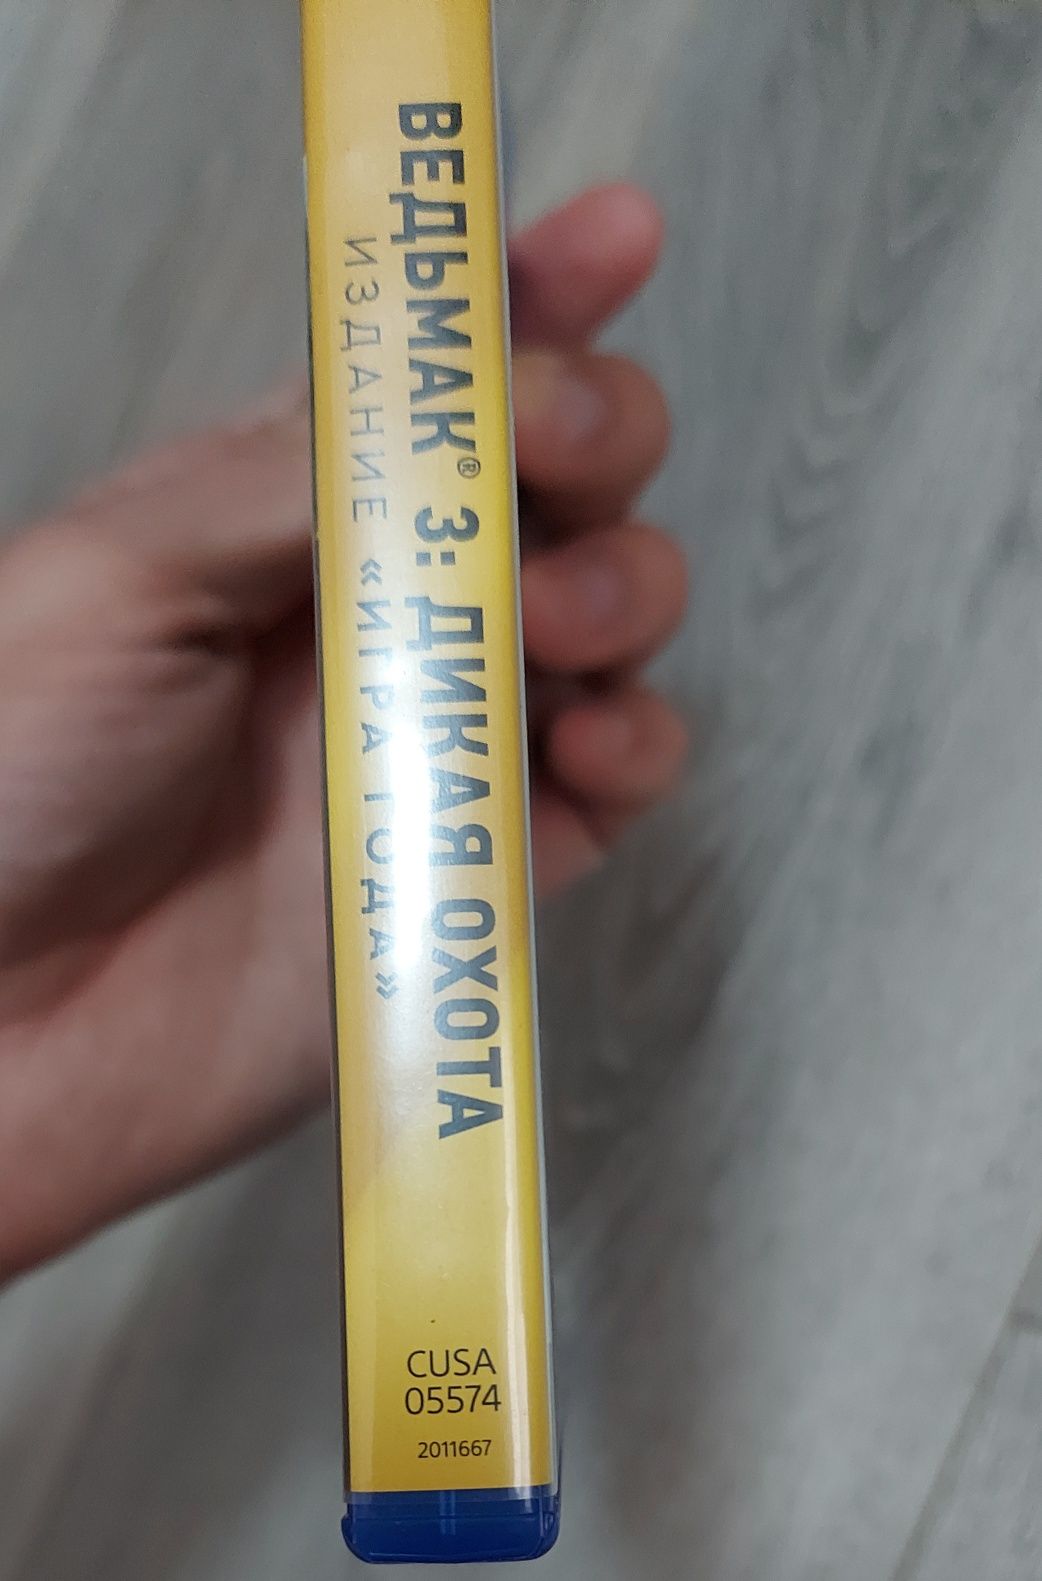 ВЕДЬМАК® 3: ДИКАЯ ОХОТА
ИЗДАНИЕ «ИГРА ГОДА»
CUSA
05574
2011667